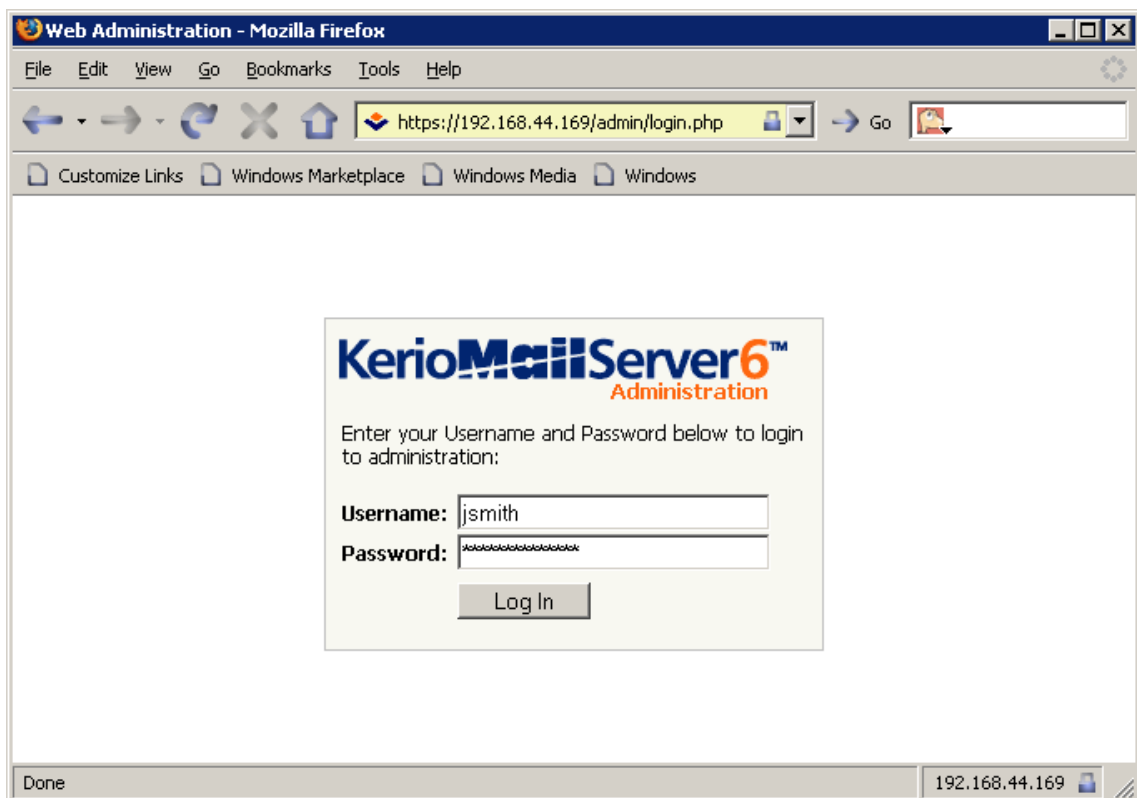 Web Administration - Mozilla Firefox
File Edit View Go Bookmarks Tools Help
https://192.168.44.169/admin/login.php Go
Customize Links Windows Marketplace Windows Media Windows
KerioMailServer6™
Administration
Enter your Username and Password below to login
to administration:
Username: jsmith
Password: ***************
Log In
Done 192.168.44.169